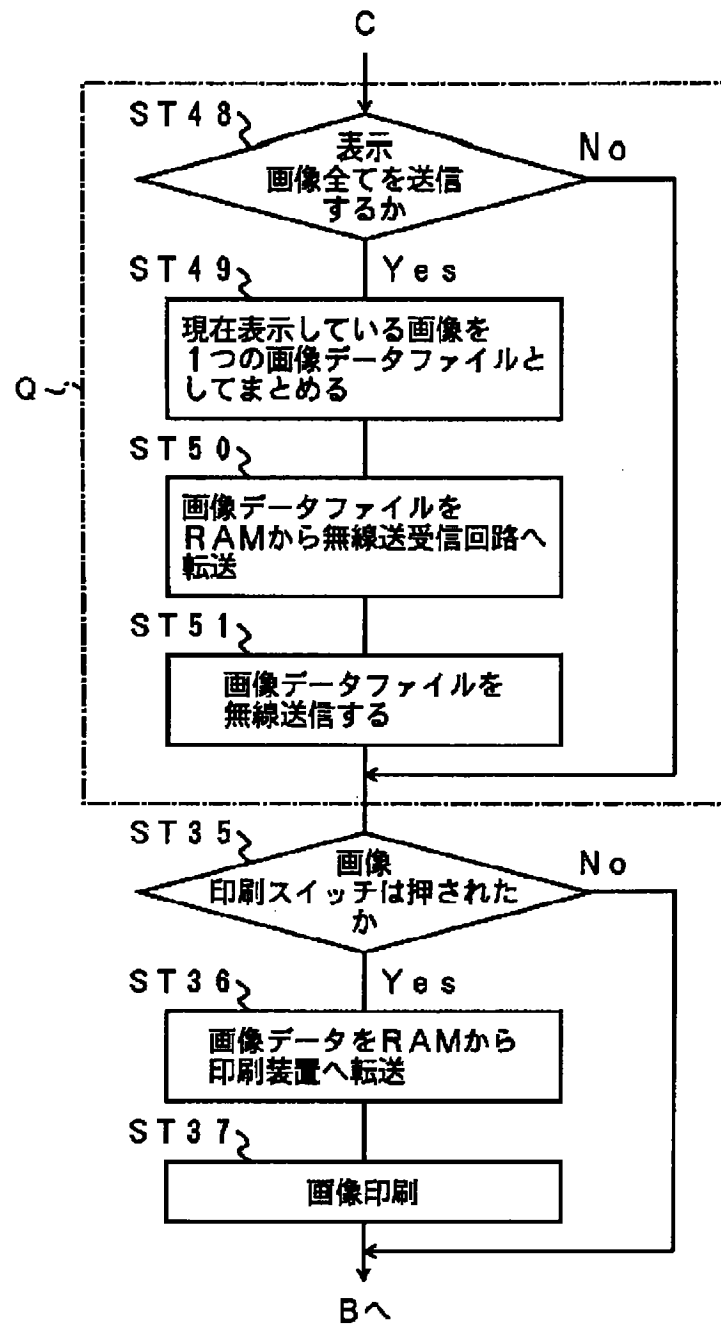 C
ST48
表示
画像全てを送信
するか
No
Yes
ST49
現在表示している画像を
1つの画像データファイルと
してまとめる
Q
ST50
画像データファイルを
RAMから無線送受信回路へ
転送
ST51
画像データファイルを
無線送信する
ST35
画像
印刷スイッチは押された
か
No
Yes
ST36
画像データをRAMから
印刷装置へ転送
ST37
画像印刷
Bへ